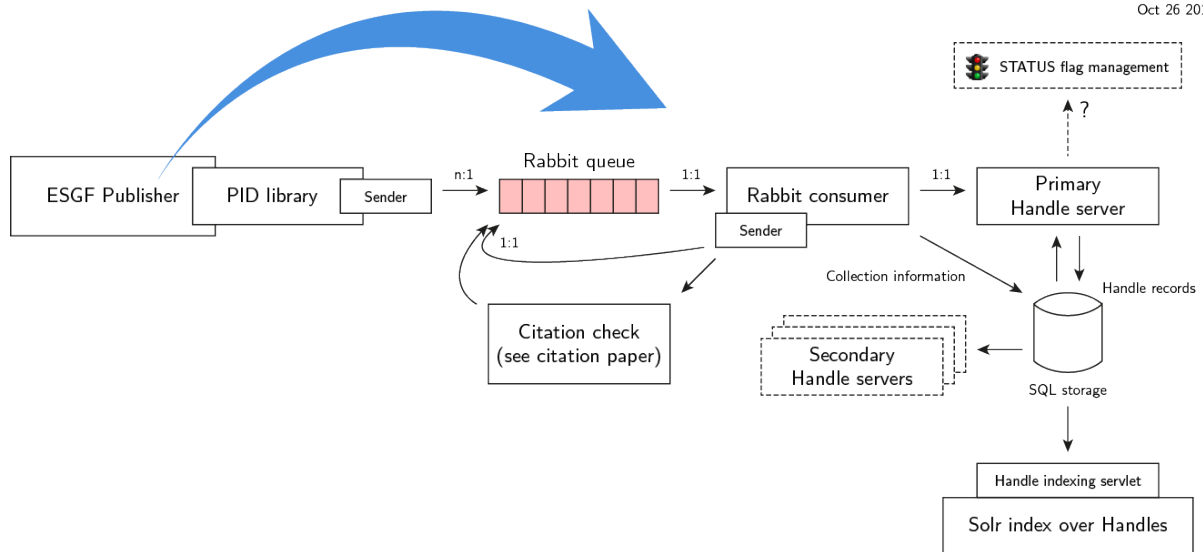 Oct 26 201
STATUS flag management
?
ESGF Publisher
PID library
Sender
n:1
Rabbit queue
1:1
Rabbit consumer
Sender
1:1
Primary
Handle server
1:1
Collection information
Handle records
Citation check
(see citation paper)
Secondary
Handle servers
SQL storage
Handle indexing servlet
Solr index over Handles